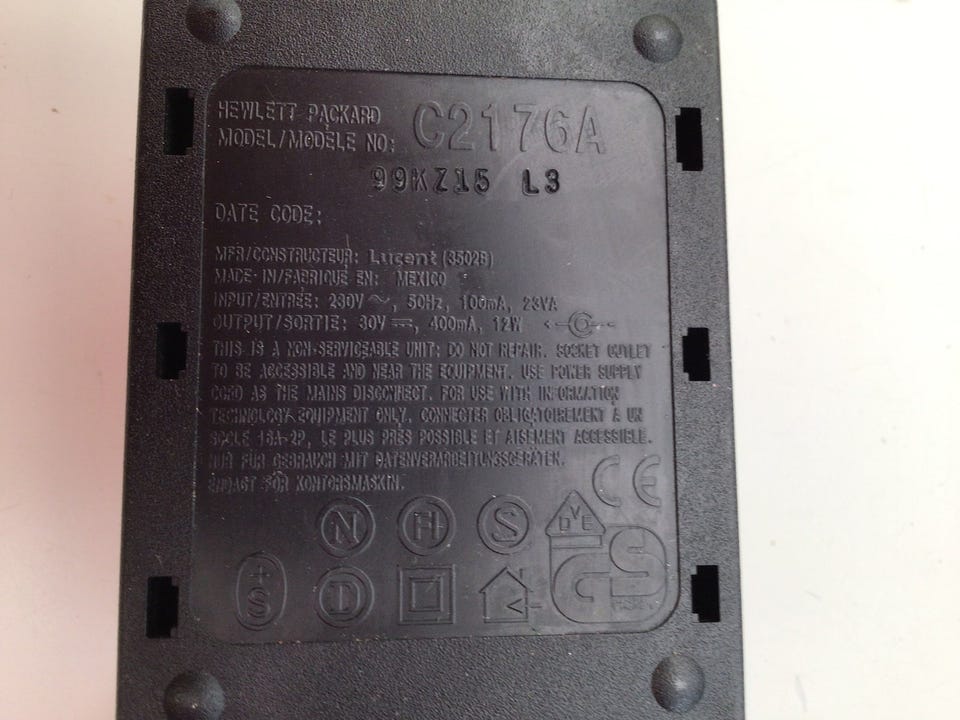 HEWLETT PACKARD
MODEL/MODÈLE NO: C2176A
99KZ15 L3
DATE CODE:
MFR/CONSTRUCTEUR: Lucent (3502B)
MADE IN/FABRIQUE EN: MEXICO
INPUT/ENTRÉE: 230V ~, 50Hz, 100mA, 23VA
OUTPUT/SORTIE: 30V ⎓, 400mA, 12W
THIS IS A NON-SERVICEABLE UNIT: DO NOT REPAIR. SOCKET OUTLET
TO BE ACCESSIBLE AND NEAR THE EQUIPMENT. USE POWER SUPPLY
CORD AS THE MAINS DISCONNECT. FOR USE WITH INFORMATION
TECHNOLOGY EQUIPMENT ONLY. CONNECTER OBLIGATOIREMENT A UN
SOCLE 16A-2P, LE PLUS PRÈS POSSIBLE ET AISEMENT ACCESSIBLE.
NUR FÜR GEBRAUCH MIT DATENVERARBEITUNGSGERATEN.
ENDAST FÖR KONTORSMASKIN.
CE
N FI S VDE
+S D GS